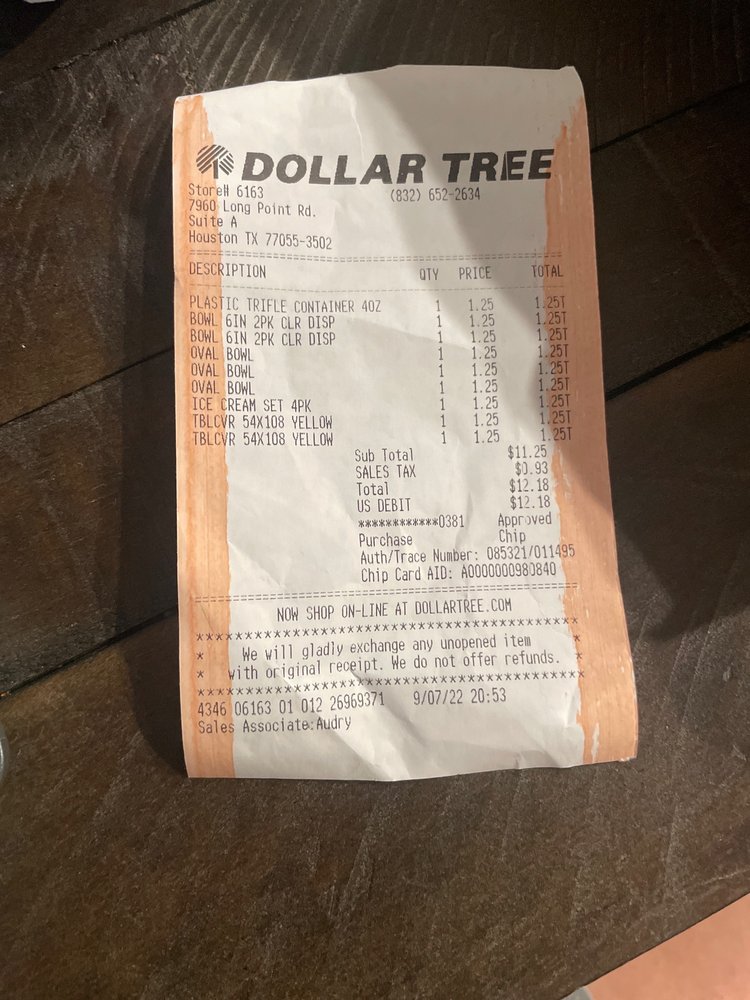 DOLLAR TREE
Store# 6163 (832) 652-2634
7960 Long Point Rd.
Suite A
Houston TX 77055-3502
DESCRIPTION QTY PRICE TOTAL
PLASTIC TRIFLE CONTAINER 4OZ 1 1.25 1.25T
BOWL 6IN 2PK CLR DISP 1 1.25 1.25T
BOWL 6IN 2PK CLR DISP 1 1.25 1.25T
OVAL BOWL 1 1.25 1.25T
OVAL BOWL 1 1.25 1.25T
OVAL BOWL 1 1.25 1.25T
ICE CREAM SET 4PK 1 1.25 1.25T
TBLCVR 54X108 YELLOW 1 1.25 1.25T
TBLCVR 54X108 YELLOW 1 1.25 1.25T
Sub Total $11.25
SALES TAX $0.93
Total $12.18
US DEBIT $12.18
************0381 Approved
Purchase Chip
Auth/Trace Number: 085321/011495
Chip Card AID: A0000000980840
NOW SHOP ON-LINE AT DOLLARTREE.COM
******************************************
* We will gladly exchange any unopened item *
* with original receipt. We do not offer refunds. *
******************************************
4346 06163 01 012 26969371 9/07/22 20:53
Sales Associate:Audry